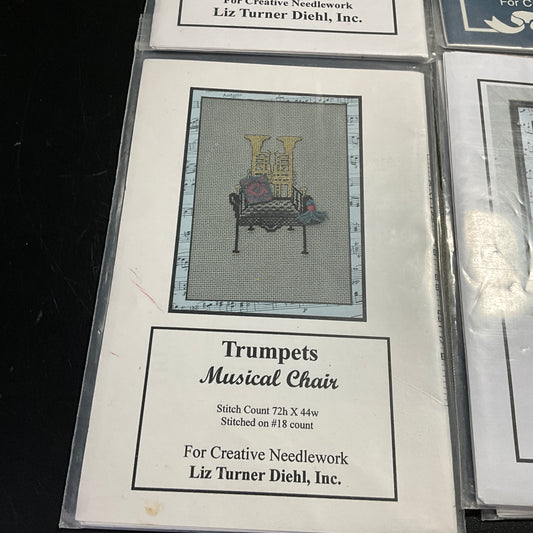 For Creative Needlework
Liz Turner Diehl, Inc.
For C
Trumpets
Musical Chair
Stitch Count 72h X 44w
Stitched on #18 count
For Creative Needlework
Liz Turner Diehl, Inc.